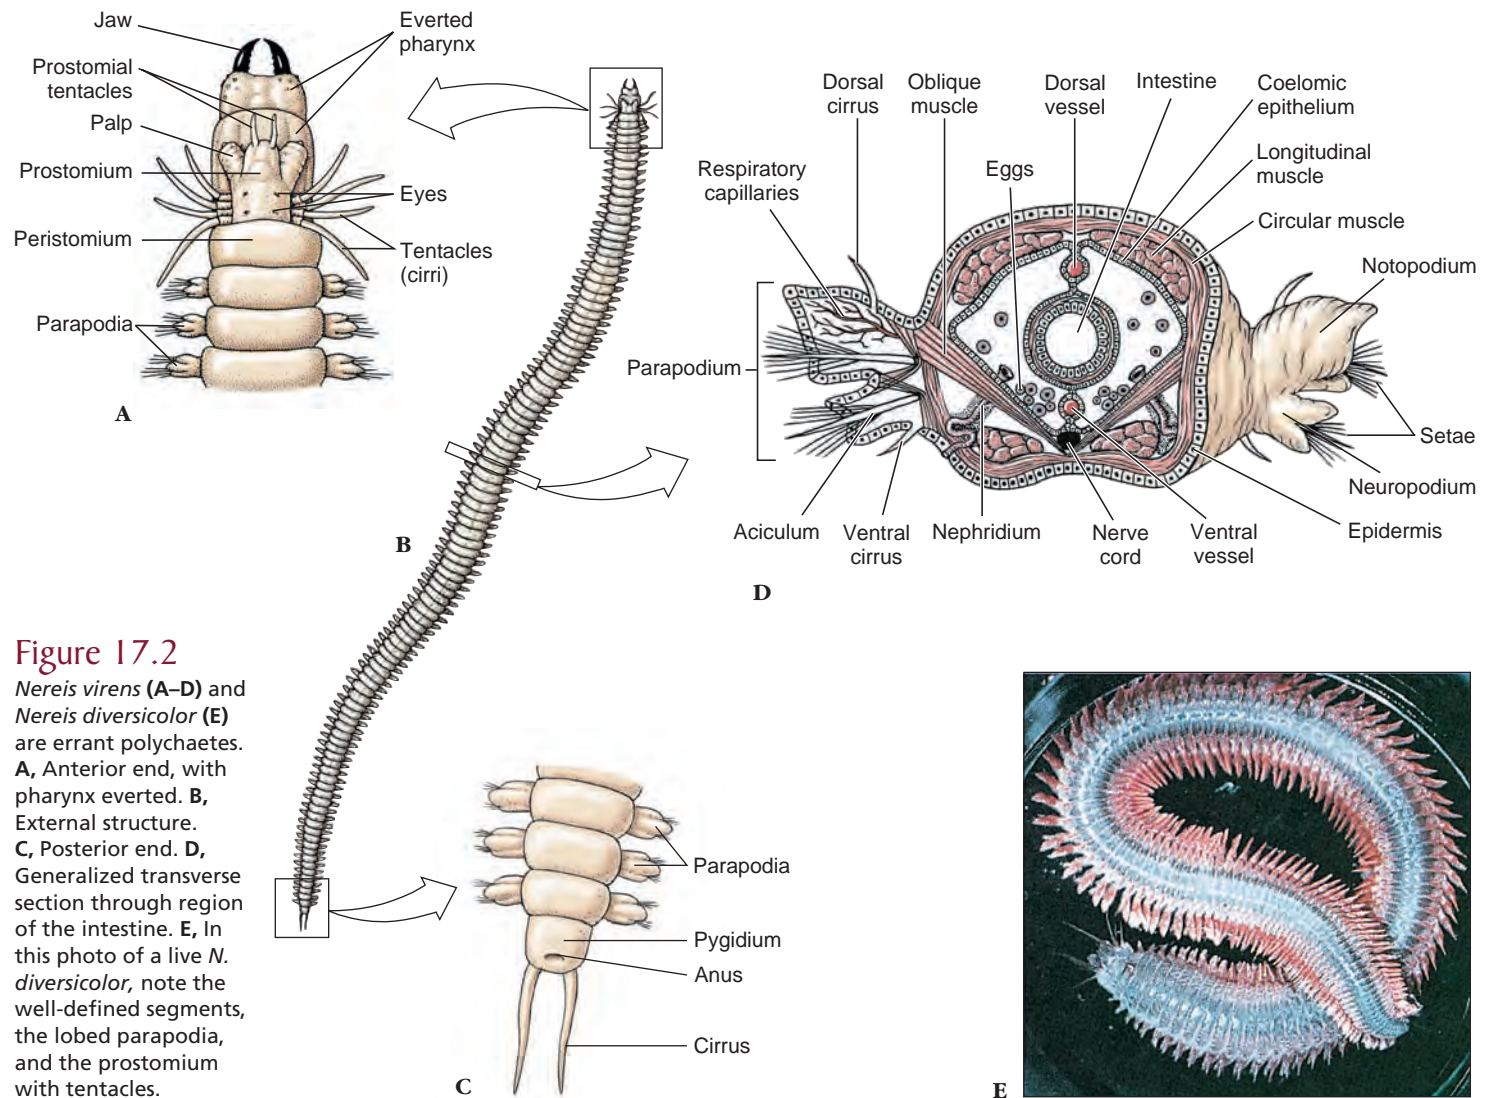 Jaw
Prostomial
tentacles
Palp
Prostomium
Peristomium
Parapodia
Everted
pharynx
Eyes
Tentacles
(cirri)
A
B
Dorsal
cirrus
Oblique
muscle
Dorsal
vessel
Intestine
Coelomic
epithelium
Respiratory
capillaries
Eggs
Longitudinal
muscle
Circular muscle
Notopodium
Parapodium
Setae
Neuropodium
Aciculum
Ventral
cirrus
Nephridium
Nerve
cord
Ventral
vessel
Epidermis
D
Figure 17.2
Nereis virens (A–D) and
Nereis diversicolor (E)
are errant polychaetes.
A, Anterior end, with
pharynx everted. B,
External structure.
C, Posterior end. D,
Generalized transverse
section through region
of the intestine. E, In
this photo of a live N.
diversicolor, note the
well-defined segments,
the lobed parapodia,
and the prostomium
with tentacles.
Parapodia
Pygidium
Anus
Cirrus
C
E